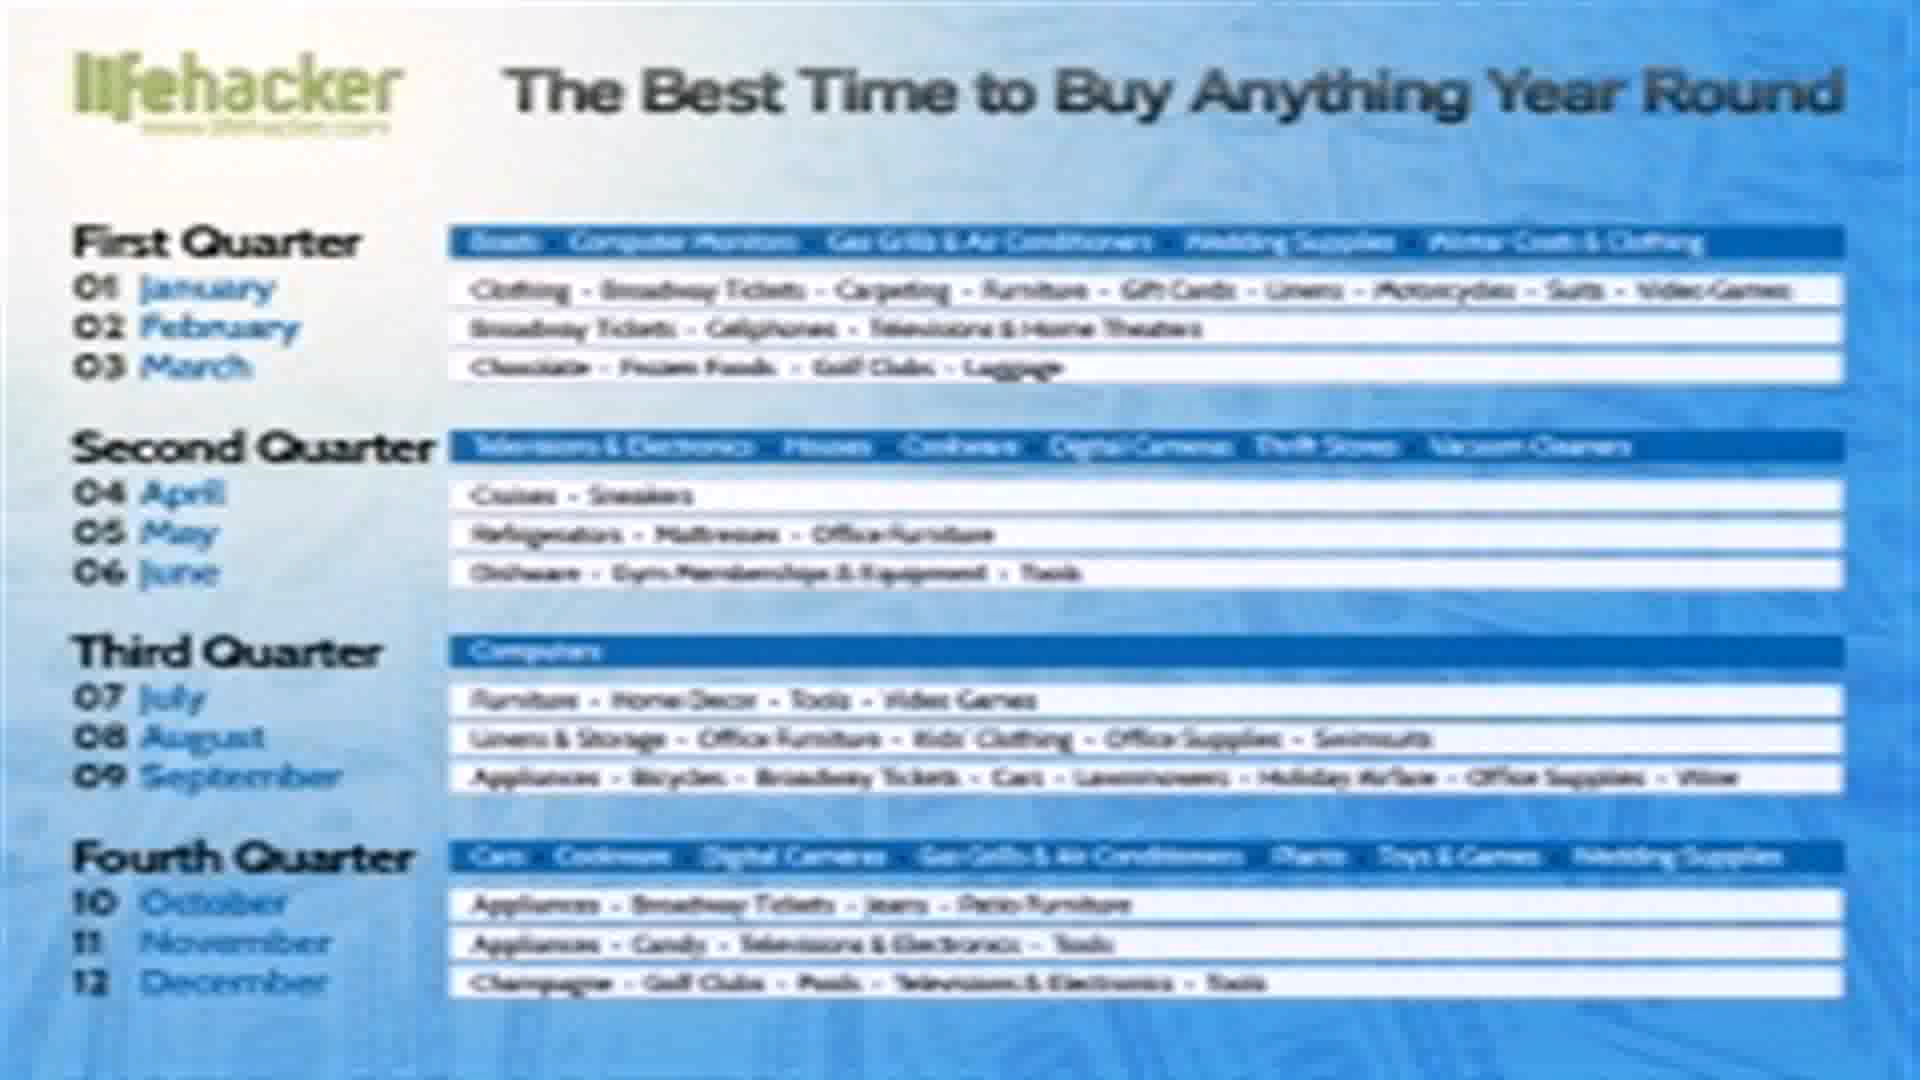 lifehacker
www.lifehacker.com
The Best Time to Buy Anything Year Round
First Quarter
Boats Computer Monitors Gas Grills & Air Conditioners Wedding Supplies Winter Coats & Clothing
01 January Clothing - Broadway Tickets - Carpeting - Furniture - Gift Cards - Linens - Motorcycles - Suits - Video Games
02 February Broadway Tickets - Cellphones - Televisions & Home Theaters
03 March Chocolate - Frozen Foods - Golf Clubs - Luggage
Second Quarter Televisions & Electronics Houses Cookware Digital Cameras Thrift Stores Vacuum Cleaners
04 April Cruises - Sneakers
05 May Refrigerators - Mattresses - Office Furniture
06 June Dishware - Gym Memberships & Equipment - Tools
Third Quarter Computers
07 July Furniture - Home Decor - Tools - Video Games
08 August Linens & Storage - Office Furniture - Kids' Clothing - Office Supplies - Swimsuits
09 September Appliances - Bicycles - Broadway Tickets - Cars - Lawnmowers - Holiday Airfare - Office Supplies - Wine
Fourth Quarter Cars Cookware Digital Cameras Gas Grills & Air Conditioners Plants Toys & Games Wedding Supplies
10 October Appliances - Broadway Tickets - Jeans - Patio Furniture
11 November Appliances - Candy - Televisions & Electronics - Tools
12 December Champagne - Golf Clubs - Pools - Televisions & Electronics - Tools